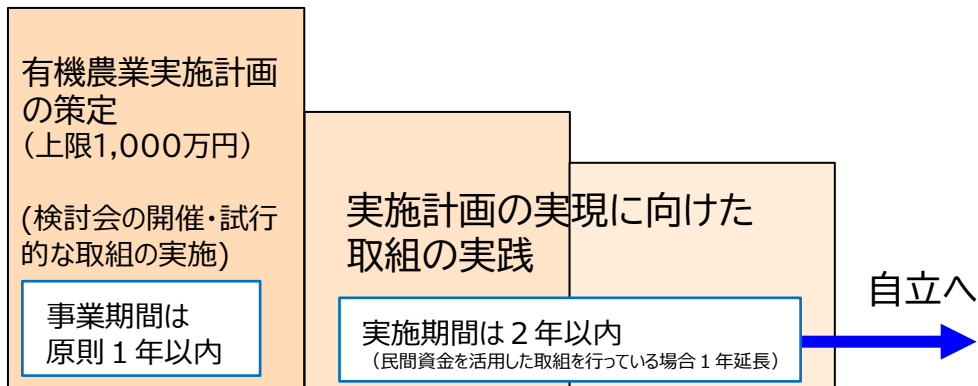 有機農業実施計画
の策定
（上限1,000万円）
(検討会の開催・試行
的な取組の実施)
事業期間は
原則１年以内
実施計画の実現に向けた
取組の実践
実施期間は２年以内
（民間資金を活用した取組を行っている場合１年延長）
自立へ